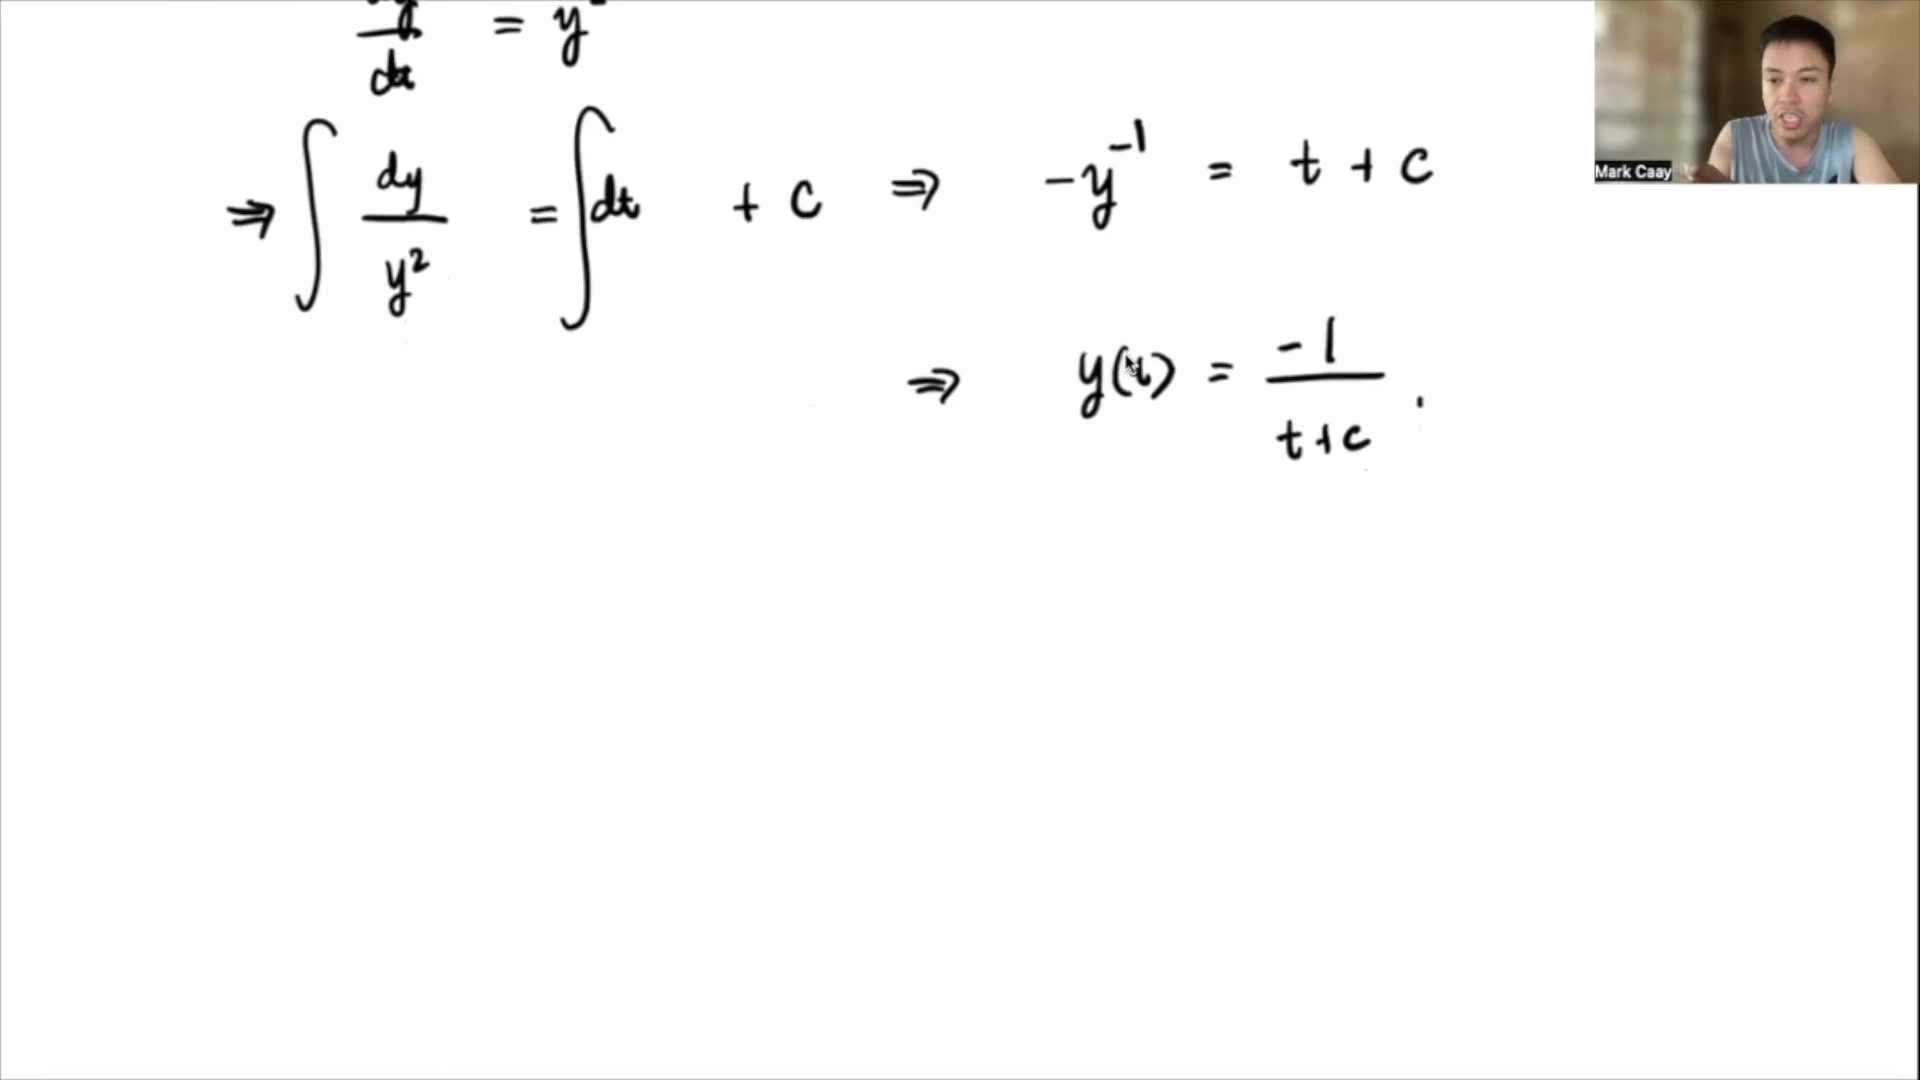 dy/dt = y²
⇒ ∫ dy/y² = ∫ dt + c ⇒ -y⁻¹ = t + c
⇒ y(t) = -1/(t+c) .
Mark Caay